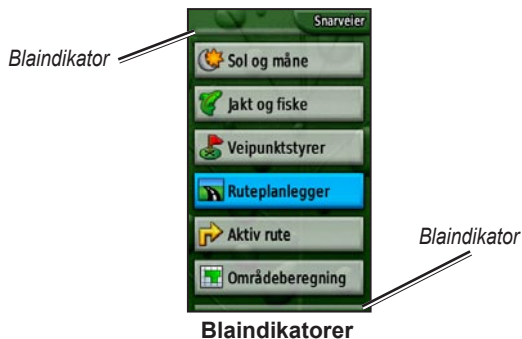 Snarveier
Blaindikator
Sol og måne
Jakt og fiske
Veipunktstyrer
Ruteplanlegger
Aktiv rute
Blaindikator
Områdeberegning
Blaindikatorer